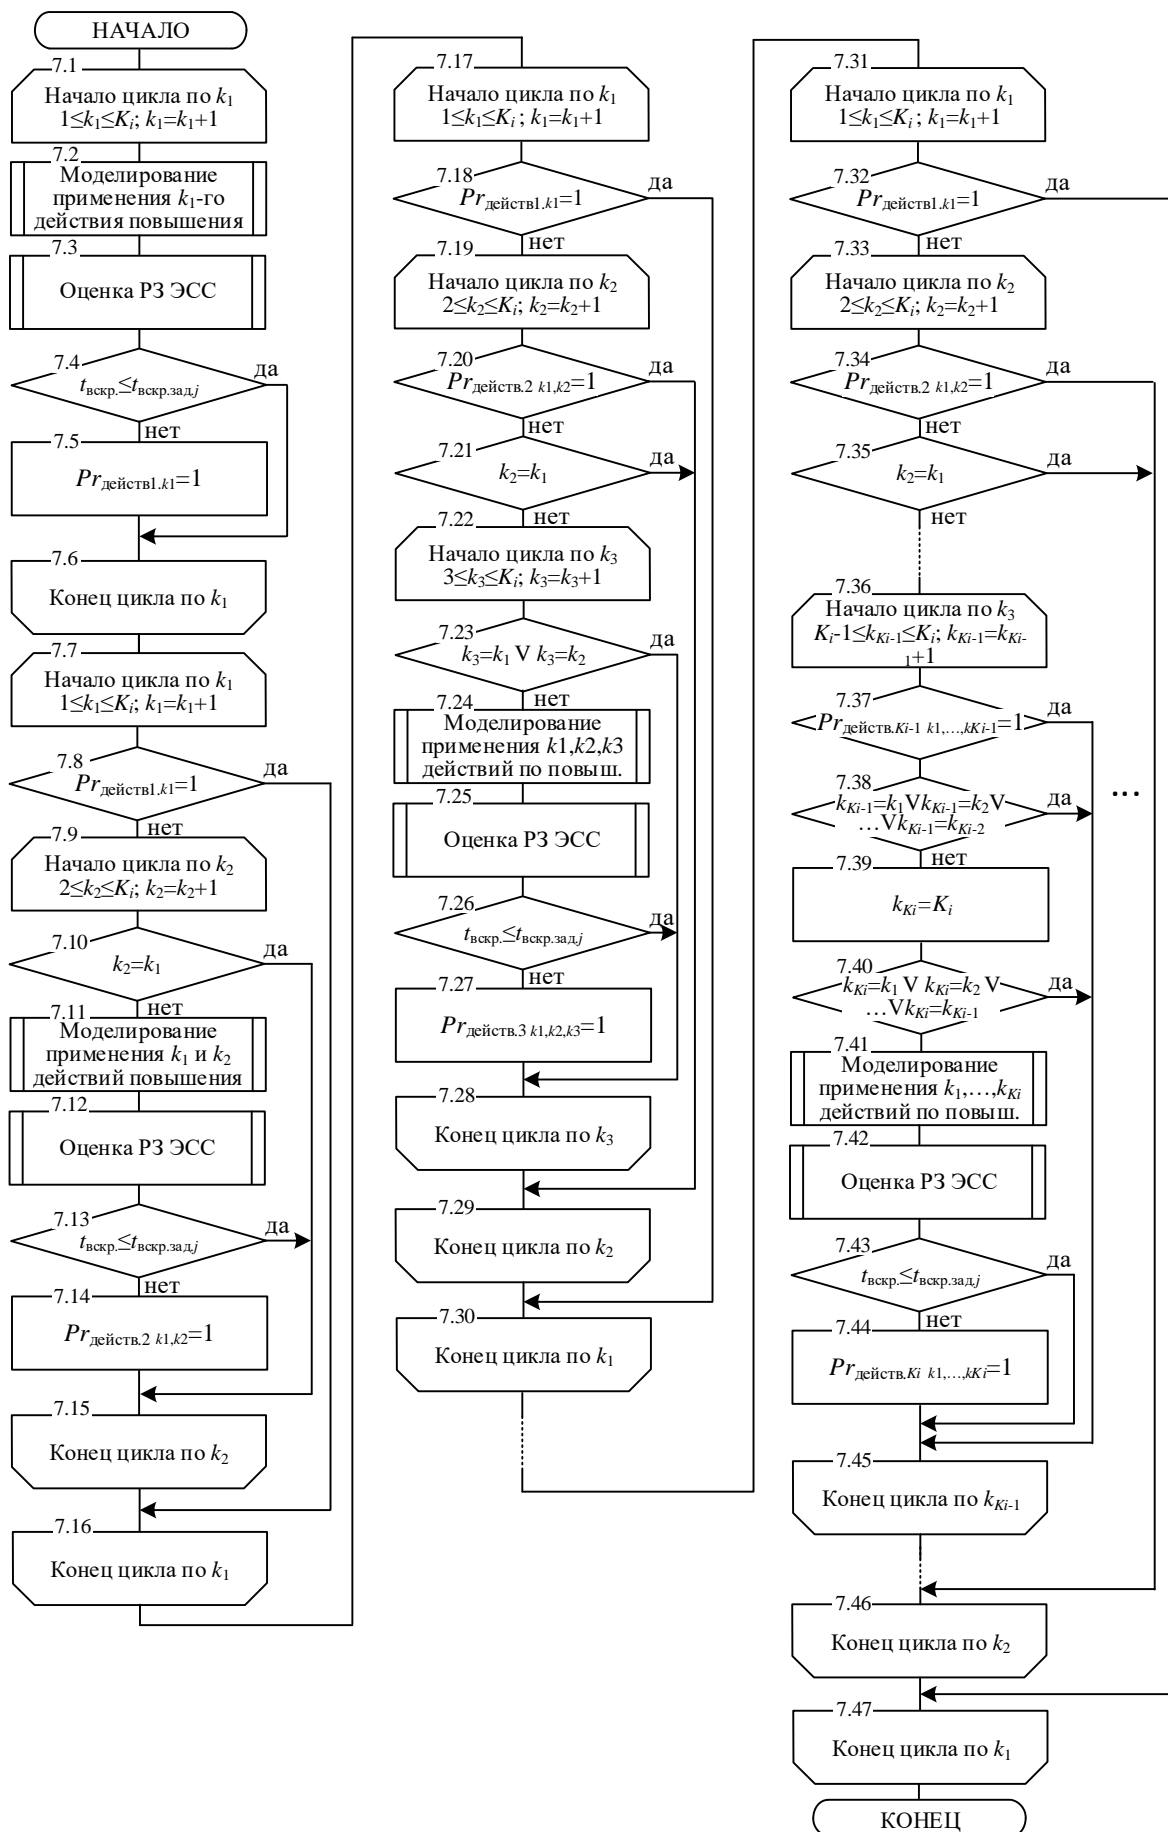 НАЧАЛО
7.1
Начало цикла по k₁
1≤k₁≤Kᵢ; k₁=k₁+1
7.2
Моделирование
применения k₁-го
действия повышения
7.3
Оценка РЗ ЭСС
7.4
да
tвскр.≤tвскр.зад.j
нет
7.5
Prдейств1.k1=1
7.6
Конец цикла по k₁
7.7
Начало цикла по k₁
1≤k₁≤Kᵢ; k₁=k₁+1
7.8
да
Prдейств1.k1=1
нет
7.9
Начало цикла по k₂
2≤k₂≤Kᵢ; k₂=k₂+1
7.10
да
k₂=k₁
нет
7.11
Моделирование
применения k₁ и k₂
действий повышения
7.12
Оценка РЗ ЭСС
7.13
да
tвскр.≤tвскр.зад.j
нет
7.14
Prдейств.2 k1,k2=1
7.15
Конец цикла по k₂
7.16
Конец цикла по k₁
7.17
Начало цикла по k₁
1≤k₁≤Kᵢ; k₁=k₁+1
7.18
да
Prдейств1.k1=1
нет
7.19
Начало цикла по k₂
2≤k₂≤Kᵢ; k₂=k₂+1
7.20
да
Prдейств.2 k1,k2=1
нет
7.21
да
k₂=k₁
нет
7.22
Начало цикла по k₃
3≤k₃≤Kᵢ; k₃=k₃+1
7.23
да
k₃=k₁ V k₃=k₂
нет
7.24
Моделирование
применения k1,k2,k3
действий по повыш.
7.25
Оценка РЗ ЭСС
7.26
да
tвскр.≤tвскр.зад.j
нет
7.27
Prдейств.3 k1,k2,k3=1
7.28
Конец цикла по k₃
7.29
Конец цикла по k₂
7.30
Конец цикла по k₁
7.31
Начало цикла по k₁
1≤k₁≤Kᵢ; k₁=k₁+1
7.32
да
Prдейств1.k1=1
нет
7.33
Начало цикла по k₂
2≤k₂≤Kᵢ; k₂=k₂+1
7.34
да
Prдейств.2 k1,k2=1
нет
7.35
да
k₂=k₁
нет
7.36
Начало цикла по k₃
Kᵢ-1≤kKi-1≤Kᵢ; kKi-1=kKi-
1+1
7.37
да
Prдейств.Ki-1 k1,…,kKi-1=1
7.38
да
kKi-1=k₁VkKi-1=k₂V
…VkKi-1=kKi-2
нет
...
7.39
kKi=Kᵢ
7.40
да
kKi=k₁ V kKi=k₂ V
…VkKi=kKi-1
7.41
Моделирование
применения k₁,…,kKi
действий по повыш.
7.42
Оценка РЗ ЭСС
7.43
да
tвскр.≤tвскр.зад.j
нет
7.44
Prдейств.Ki k1,…,kKi=1
7.45
Конец цикла по kKi-1
7.46
Конец цикла по k₂
7.47
Конец цикла по k₁
КОНЕЦ